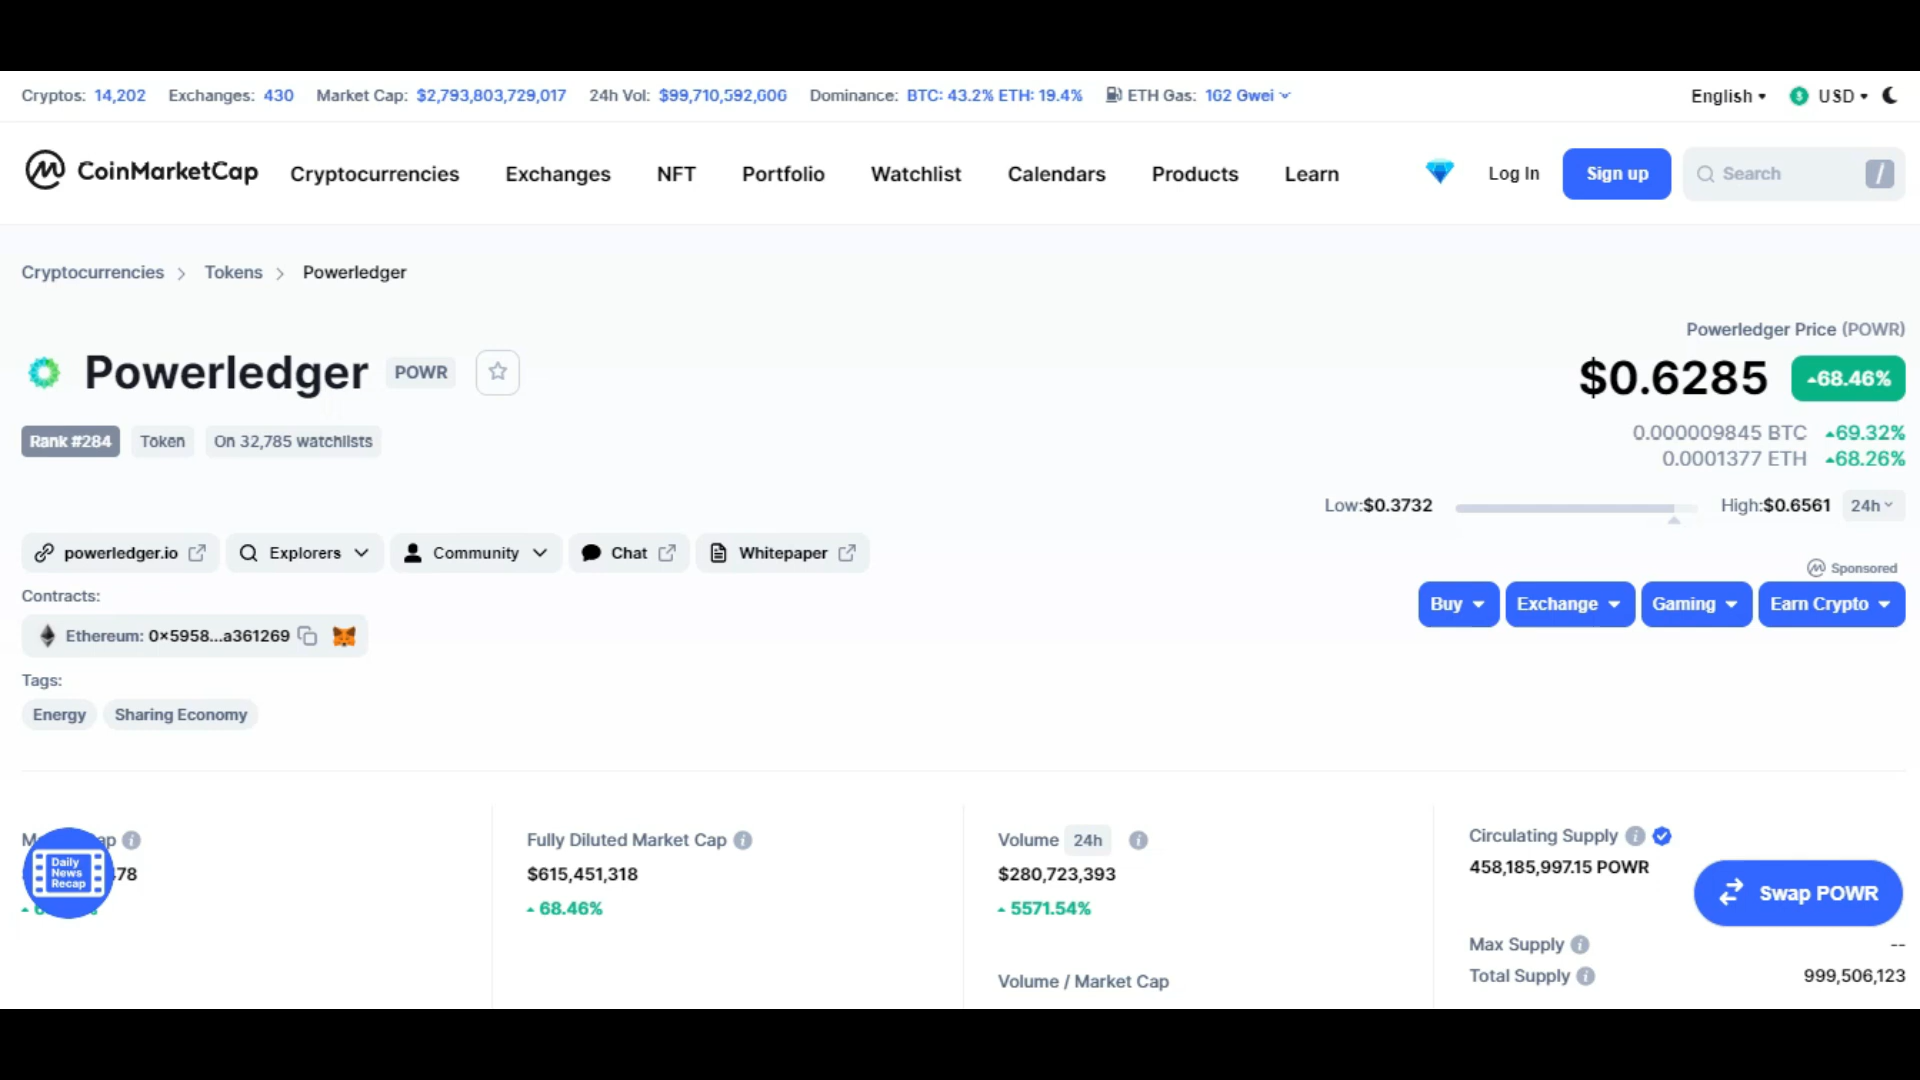 Cryptos: 14,202 Exchanges: 430 Market Cap: $2,793,803,729,017 24h Vol: $99,710,592,606 Dominance: BTC: 43.2% ETH: 19.4% ETH Gas: 162 Gwei English USD
CoinMarketCap Cryptocurrencies Exchanges NFT Portfolio Watchlist Calendars Products Learn Log In Sign up Search /
Cryptocurrencies > Tokens > Powerledger
Powerledger Price (POWR)
Powerledger POWR $0.6285 68.46%
Rank #284 Token On 32,785 watchlists
0.000009845 BTC 69.32%
0.0001377 ETH 68.26%
Low:$0.3732 High:$0.6561 24h
powerledger.io Explorers Community Chat Whitepaper
Sponsored
Contracts:
Buy Exchange Gaming Earn Crypto
Ethereum: 0x5958...a361269
Tags:
Energy Sharing Economy
Fully Diluted Market Cap
$615,451,318
68.46%
Volume 24h
$280,723,393
5571.54%
Volume / Market Cap
Circulating Supply
458,185,997.15 POWR
Max Supply --
Total Supply 999,506,123
Daily
News
Recap
Swap POWR